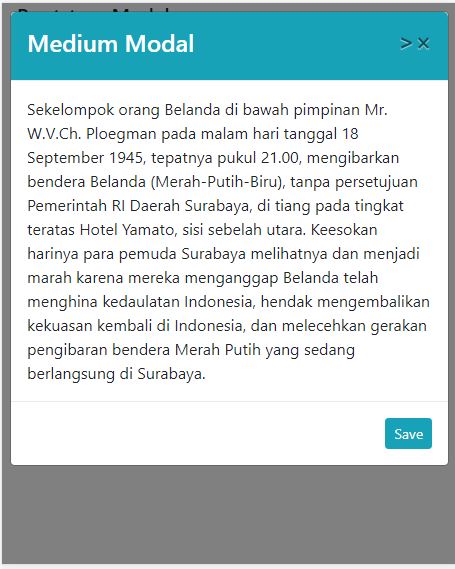 Medium Modal > ×
Sekelompok orang Belanda di bawah pimpinan Mr.
W.V.Ch. Ploegman pada malam hari tanggal 18
September 1945, tepatnya pukul 21.00, mengibarkan
bendera Belanda (Merah-Putih-Biru), tanpa persetujuan
Pemerintah RI Daerah Surabaya, di tiang pada tingkat
teratas Hotel Yamato, sisi sebelah utara. Keesokan
harinya para pemuda Surabaya melihatnya dan menjadi
marah karena mereka menganggap Belanda telah
menghina kedaulatan Indonesia, hendak mengembalikan
kekuasan kembali di Indonesia, dan melecehkan gerakan
pengibaran bendera Merah Putih yang sedang
berlangsung di Surabaya.
Save